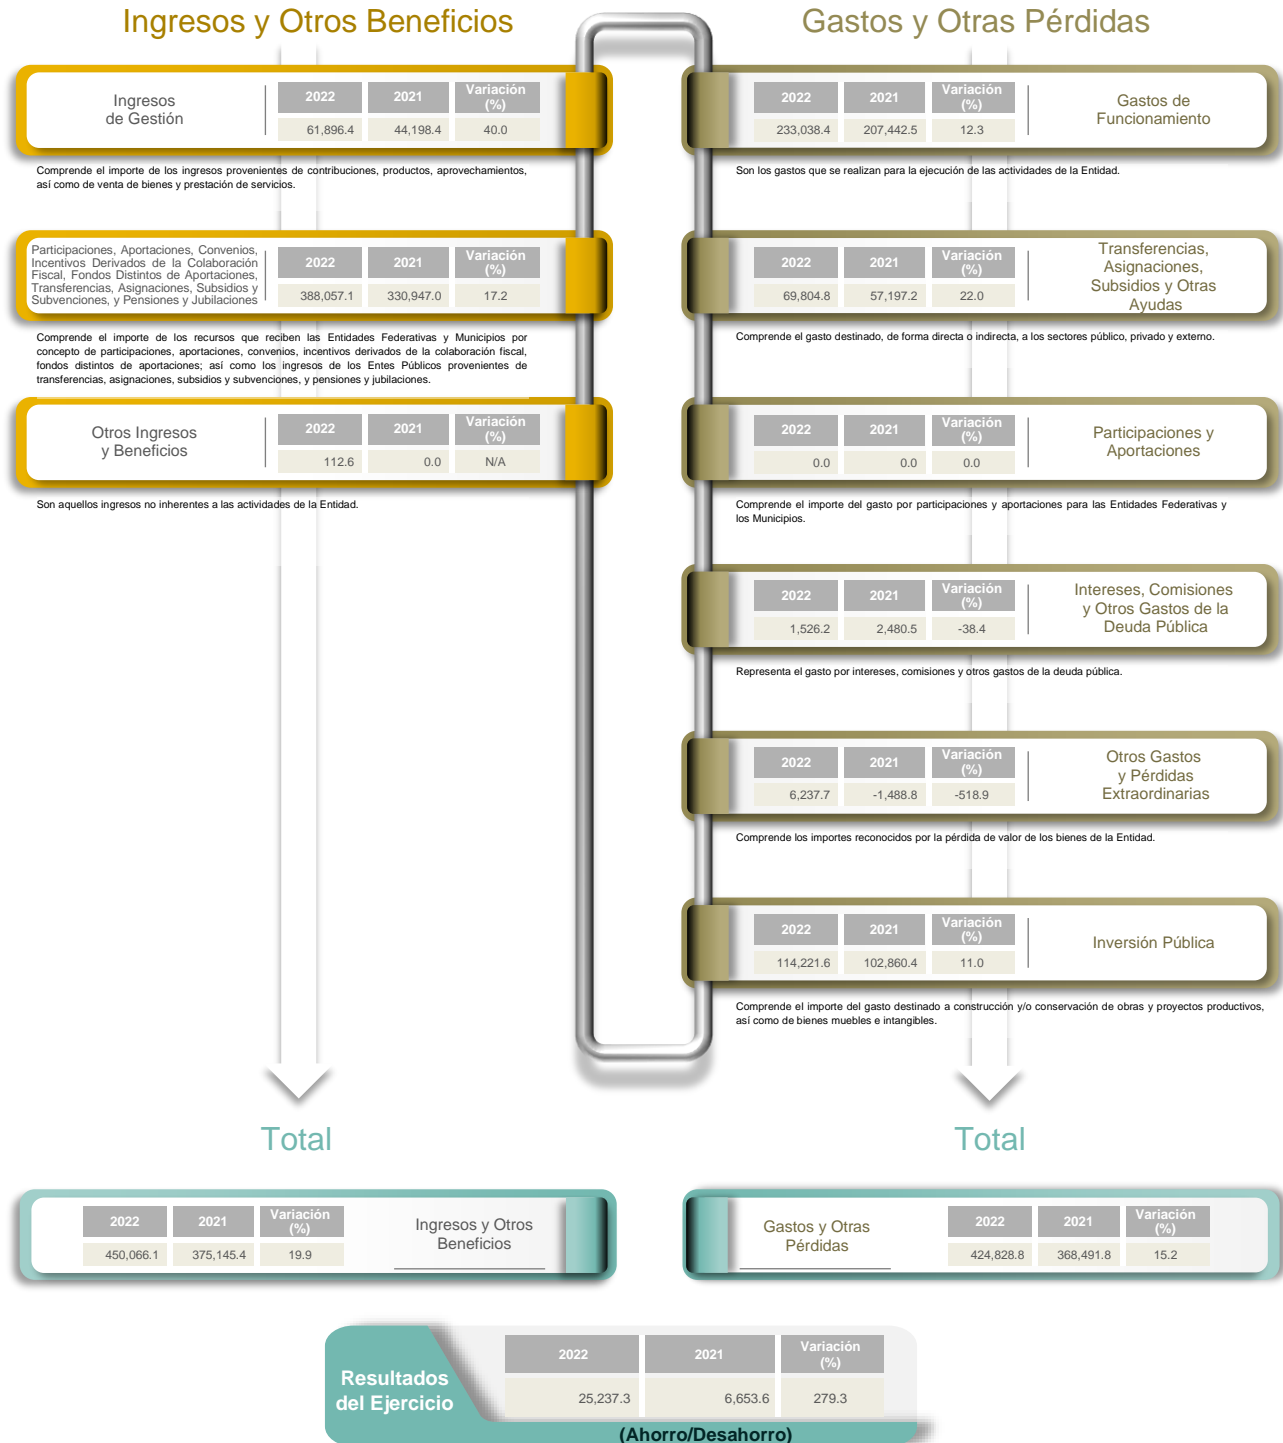 Ingresos y Otros Beneficios
Ingresos
de Gestión
2022 2021 Variación
(%)
61,896.4 44,198.4 40.0
Comprende el importe de los ingresos provenientes de contribuciones, productos, aprovechamientos,
así como de venta de bienes y prestación de servicios.
Participaciones, Aportaciones, Convenios,
Incentivos Derivados de la Colaboración
Fiscal, Fondos Distintos de Aportaciones,
Transferencias, Asignaciones, Subsidios y
Subvenciones, y Pensiones y Jubilaciones
2022 2021 Variación
(%)
388,057.1 330,947.0 17.2
Comprende el importe de los recursos que reciben las Entidades Federativas y Municipios por
concepto de participaciones, aportaciones, convenios, incentivos derivados de la colaboración fiscal,
fondos distintos de aportaciones; así como los ingresos de los Entes Públicos provenientes de
transferencias, asignaciones, subsidios y subvenciones, y pensiones y jubilaciones.
Otros Ingresos
y Beneficios
2022 2021 Variación
(%)
112.6 0.0 N/A
Son aquellos ingresos no inherentes a las actividades de la Entidad.
Gastos y Otras Pérdidas
2022 2021 Variación
(%)
233,038.4 207,442.5 12.3
Gastos de
Funcionamiento
Son los gastos que se realizan para la ejecución de las actividades de la Entidad.
2022 2021 Variación
(%)
69,804.8 57,197.2 22.0
Transferencias,
Asignaciones,
Subsidios y Otras
Ayudas
Comprende el gasto destinado, de forma directa o indirecta, a los sectores público, privado y externo.
2022 2021 Variación
(%)
0.0 0.0 0.0
Participaciones y
Aportaciones
Comprende el importe del gasto por participaciones y aportaciones para las Entidades Federativas y
los Municipios.
2022 2021 Variación
(%)
1,526.2 2,480.5 -38.4
Intereses, Comisiones
y Otros Gastos de la
Deuda Pública
Representa el gasto por intereses, comisiones y otros gastos de la deuda pública.
2022 2021 Variación
(%)
6,237.7 -1,488.8 -518.9
Otros Gastos
y Pérdidas
Extraordinarias
Comprende los importes reconocidos por la pérdida de valor de los bienes de la Entidad.
2022 2021 Variación
(%)
114,221.6 102,860.4 11.0
Inversión Pública
Comprende el importe del gasto destinado a construcción y/o conservación de obras y proyectos productivos,
así como de bienes muebles e intangibles.
Total
2022 2021 Variación
(%)
450,066.1 375,145.4 19.9
Ingresos y Otros
Beneficios
Total
Gastos y Otras
Pérdidas
2022 2021 Variación
(%)
424,828.8 368,491.8 15.2
Resultados
del Ejercicio
2022 2021 Variación
(%)
25,237.3 6,653.6 279.3
(Ahorro/Desahorro)